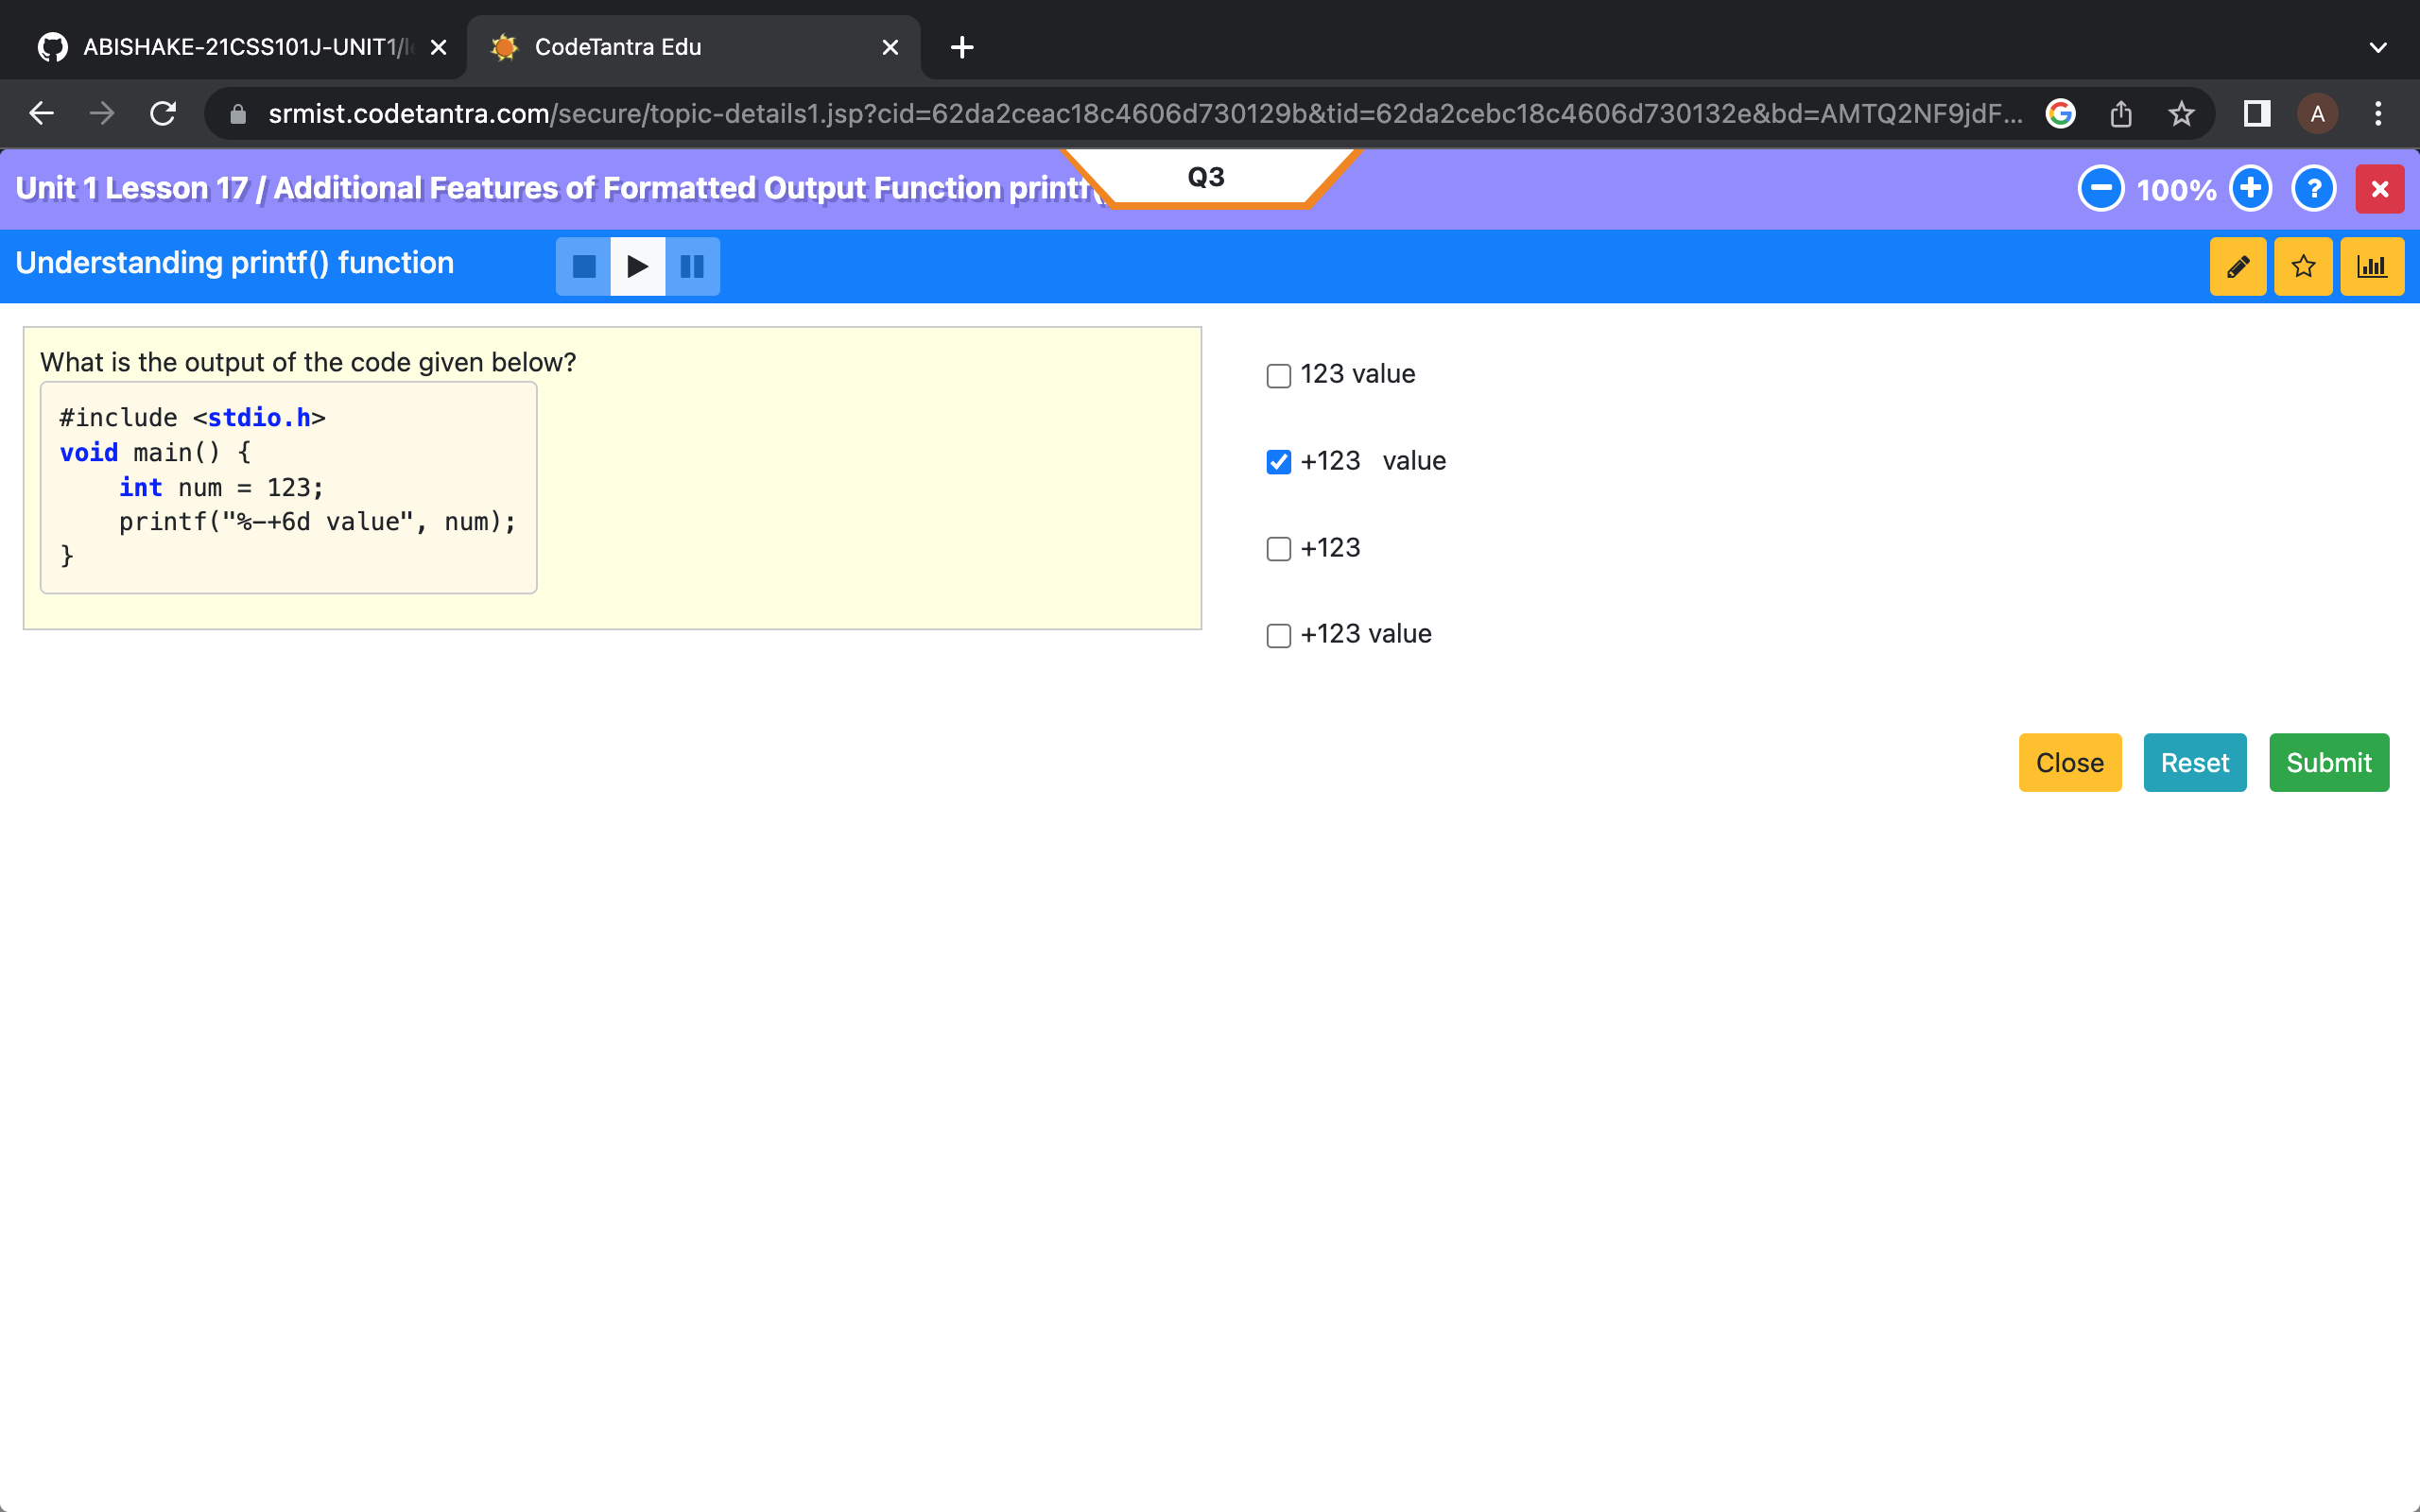 ABISHAKE-21CSS101J-UNIT1/
CodeTantra Edu
srmist.codetantra.com/secure/topic-details1.jsp?cid=62da2ceac18c4606d730129b&tid=62da2cebc18c4606d730132e&bd=AMTQ2NF9jdF...
A
Unit 1 Lesson 17 / Additional Features of Formatted Output Function printf(
Q3
100%
?
Understanding printf() function
What is the output of the code given below?
#include <stdio.h>
void main() {
    int num = 123;
    printf("%-+6d value", num);
}
123 value
+123   value
+123
+123 value
Close
Reset
Submit